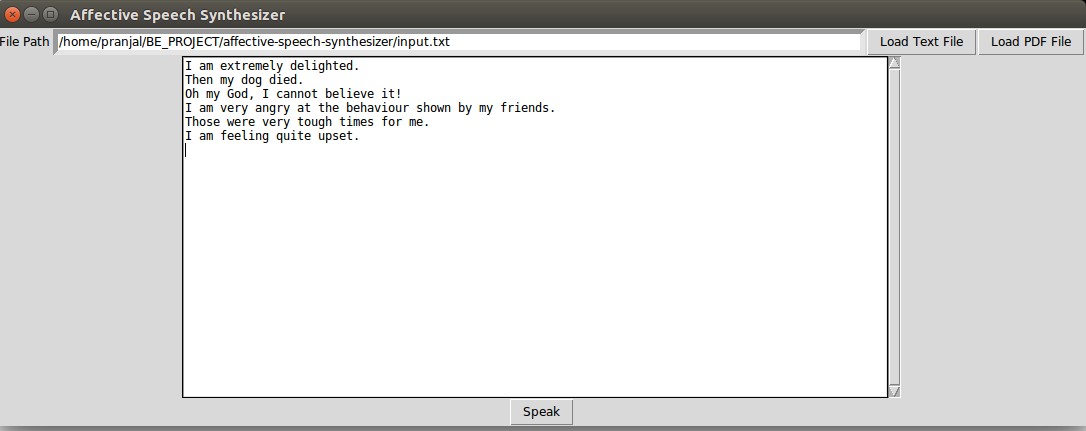 Affective Speech Synthesizer
File Path /home/pranjal/BE_PROJECT/affective-speech-synthesizer/input.txt Load Text File Load PDF File
I am extremely delighted.
Then my dog died.
Oh my God, I cannot believe it!
I am very angry at the behaviour shown by my friends.
Those were very tough times for me.
I am feeling quite upset.
Speak